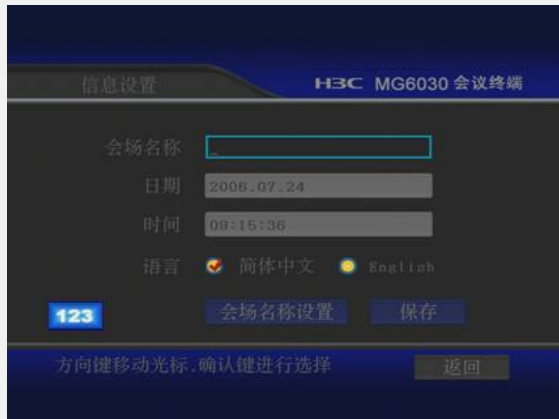 信息设置
H3C MG6030 会议终端
会场名称 _
日期 2006.07.24
时间 09:15:36
语言 简体中文 English
123 会场名称设置 保存
方向键移动光标,确认键进行选择 返回